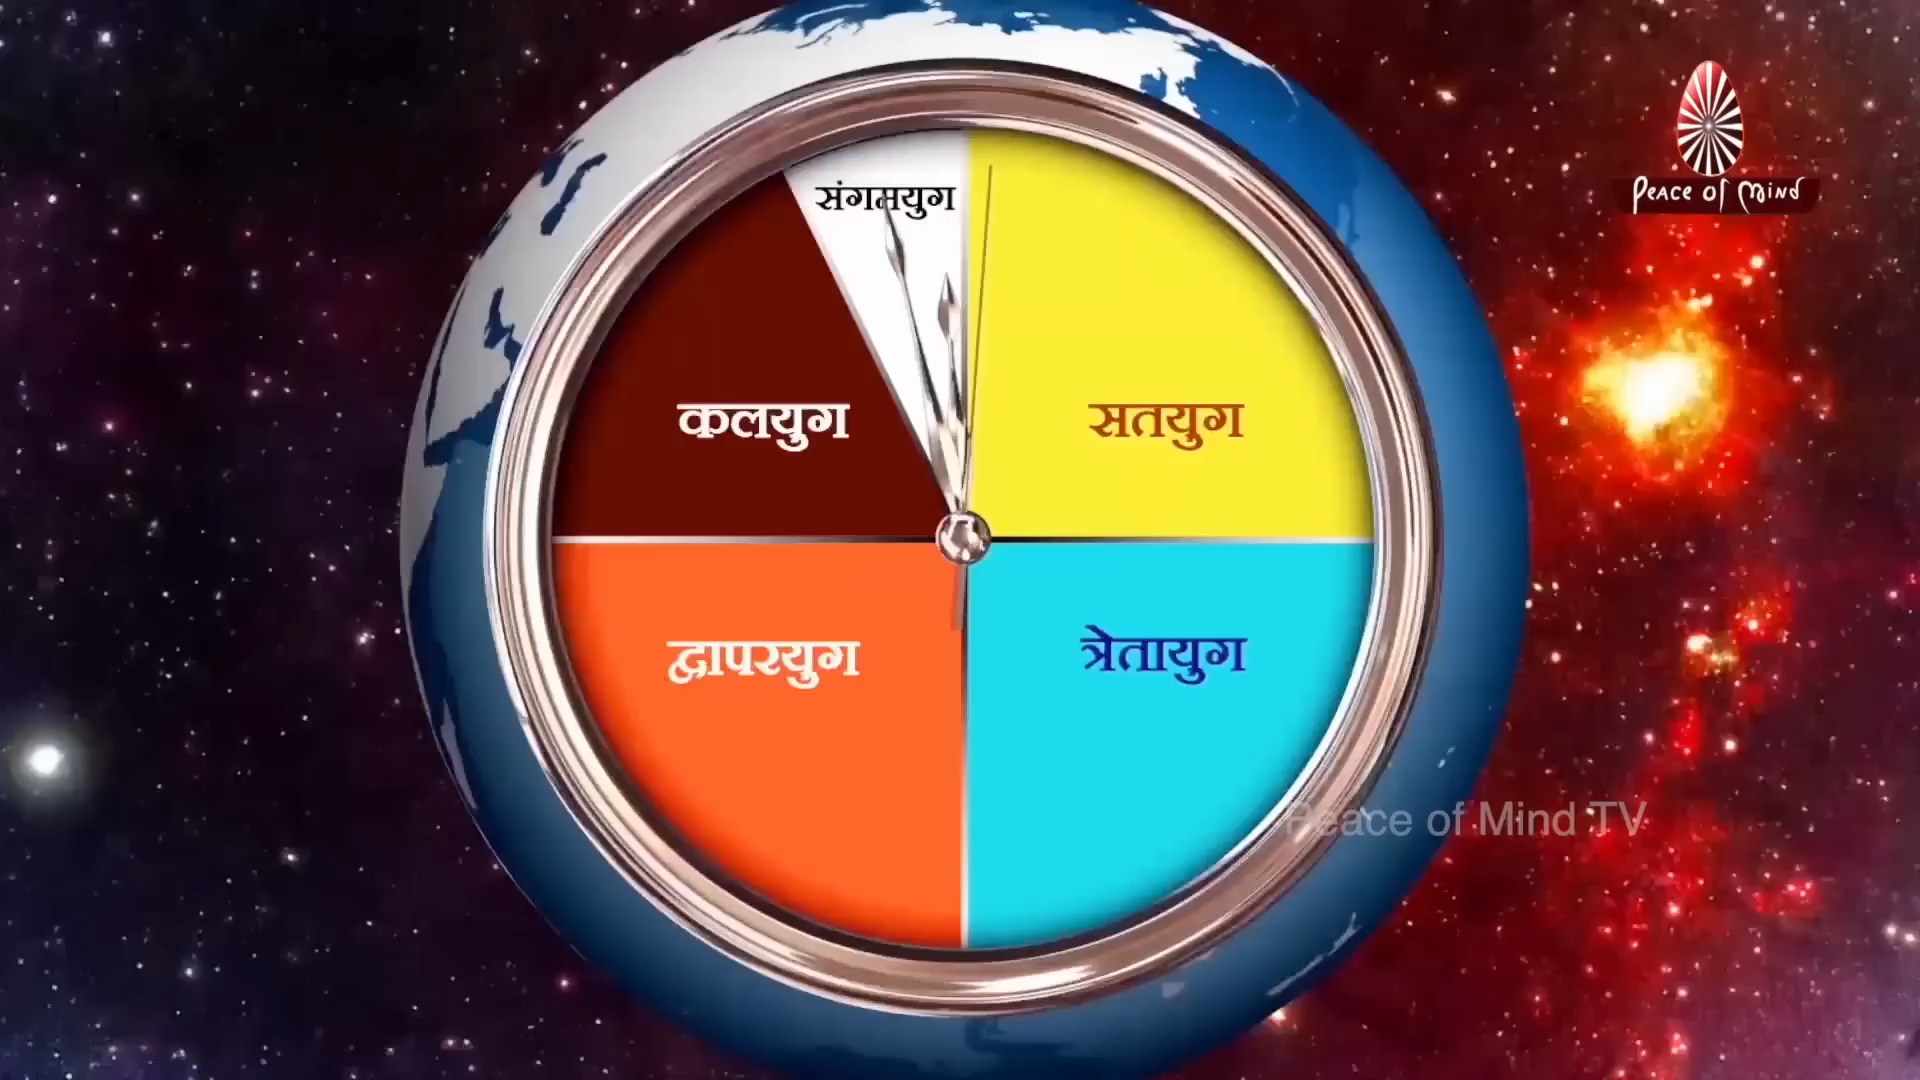 संगमयुग
Peace of Mind
कलयुग
सतयुग
द्वापरयुग
त्रेतायुग
Peace of Mind TV